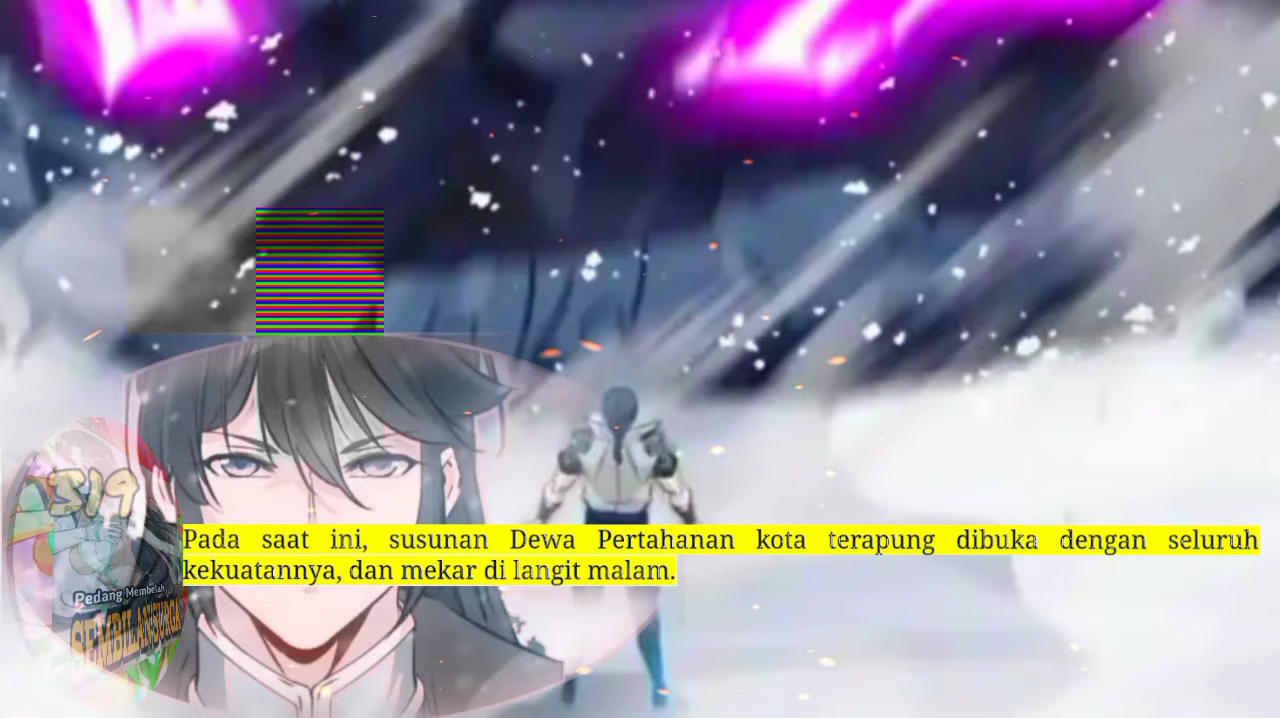 319
Pada saat ini, susunan Dewa Pertahanan kota terapung dibuka dengan seluruh
kekuatannya, dan mekar di langit malam.
Pedang Membelah
SEMBILAN SURGA